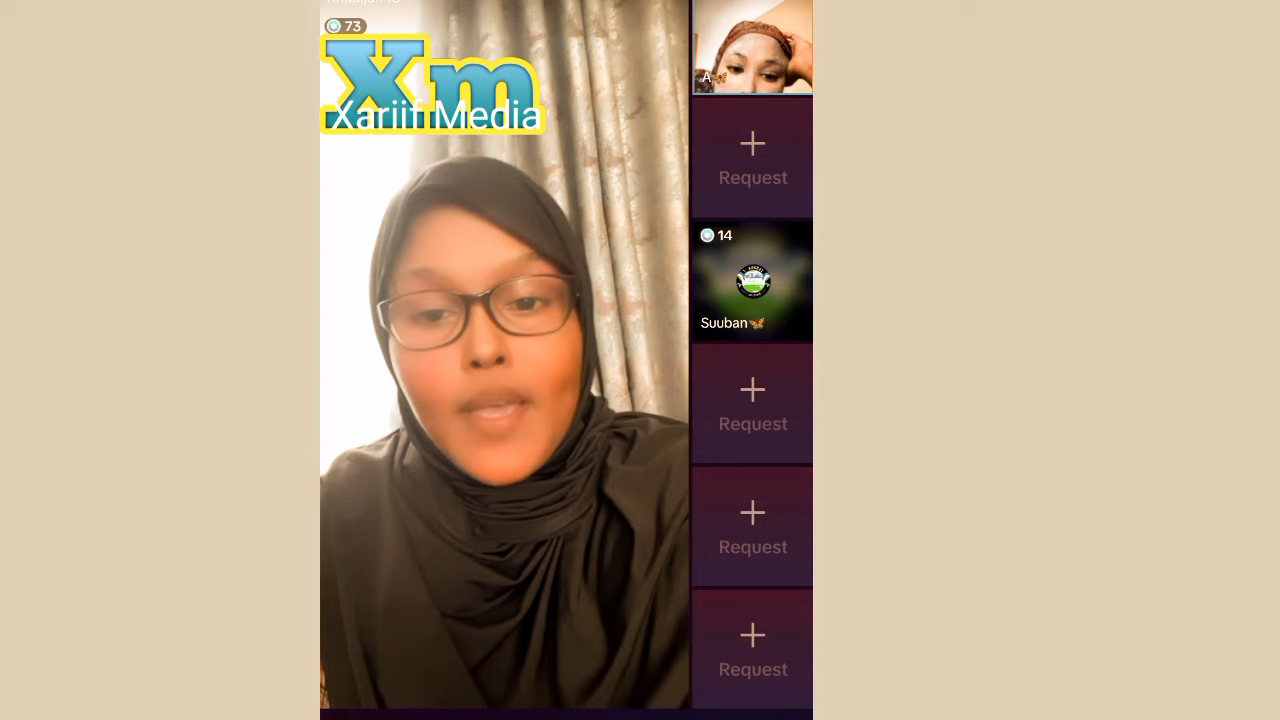 73
Xm
Xariif Media
A🦋
Request
14
Suuban🦋
Request
Request
Request